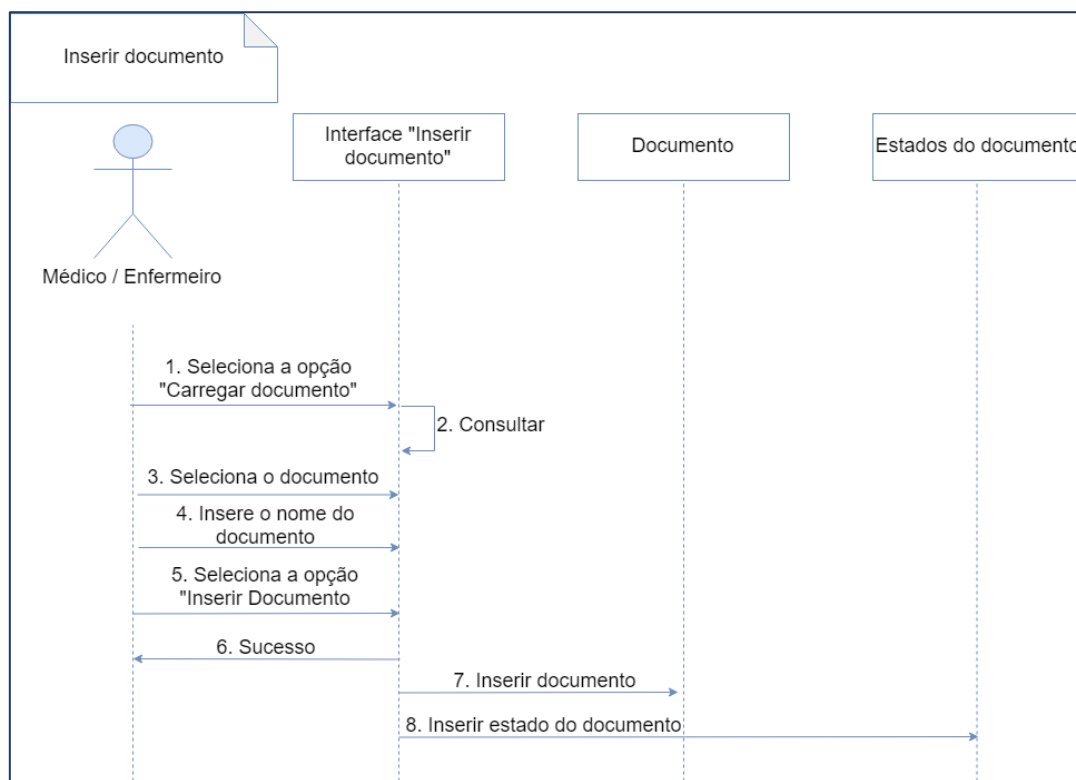 Inserir documento
Interface "Inserir
documento"
Documento
Estados do documento
Médico / Enfermeiro
1. Seleciona a opção
"Carregar documento"
2. Consultar
3. Seleciona o documento
4. Insere o nome do
documento
5. Seleciona a opção
"Inserir Documento
6. Sucesso
7. Inserir documento
8. Inserir estado do documento